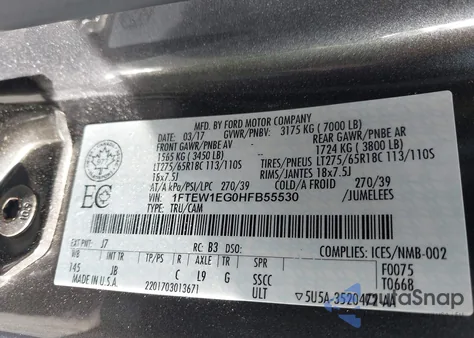 MFD. BY FORD MOTOR COMPANY
03/17 GVWR/PNBV: 3175 KG ( 7000 LB)
FRONT GAWR/PNBE AV REAR GAWR/PNBE AR
1565 KG ( 3450 LB) 1724 KG ( 3800 LB)
LT275/65R18C 113/110S TIRES/PNEUS LT275/65R18C 113/110S
18x7.5J RIMS/JANTES 18x7.5J
AT/A kPa/PSI/LPC 270/39 COLD/A FROID 270/39
VIN: 1FTEW1EG0HFB55530 /JUMELEES
TYPE: TRU/CAM
EXT PNT: J7 RC: B3 DSO: COMPLIES: ICES/NMB-002
WB INT TR TP/PS R AXLE TR SPR F0075
145 JB C L9 G SSCC T0668
MADE IN U.S.A. 2201703013671 ULT